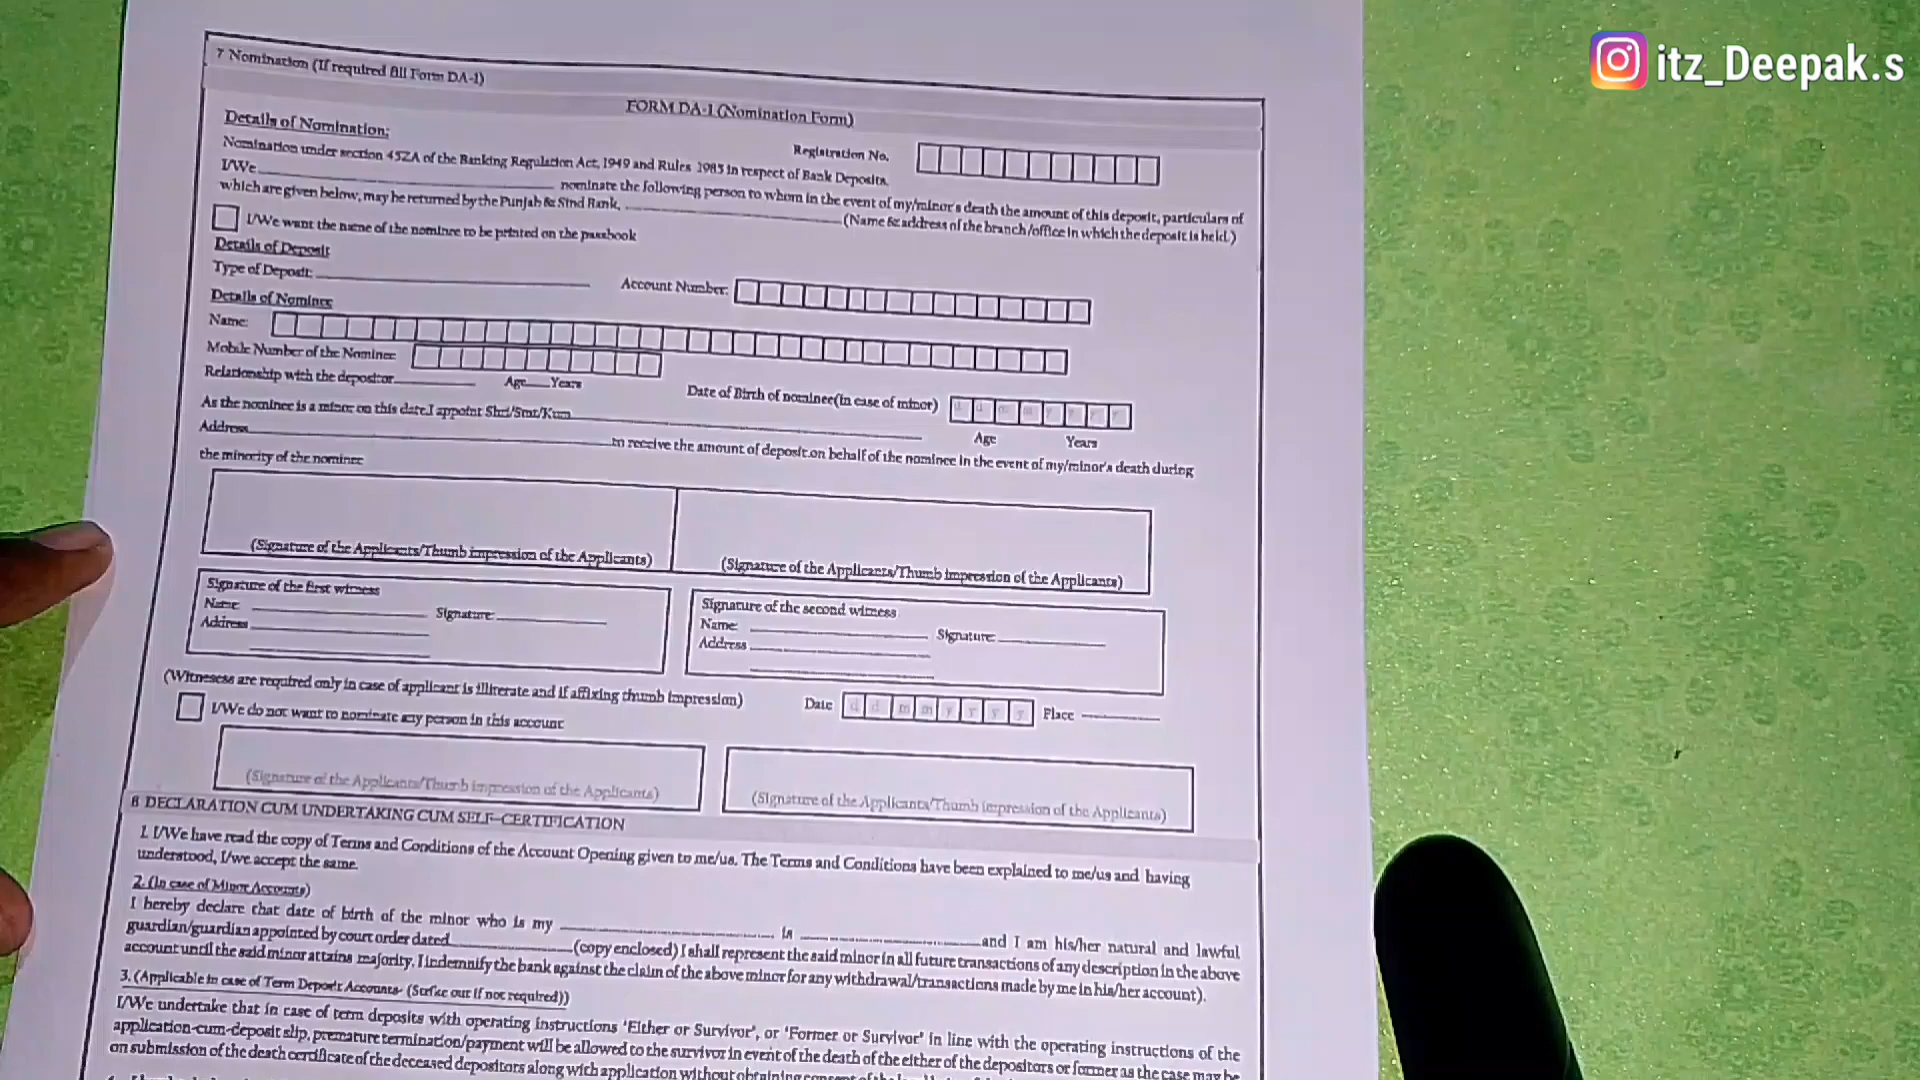 itz_Deepak.s
7 Nomination (If required fill Form DA-1)
FORM DA-1 (Nomination Form)
Details of Nomination:
Registration No.
Nomination under section 45ZA of the Banking Regulation Act, 1949 and Rules 1985 in respect of Bank Deposits.
I/We nominate the following person to whom in the event of my/minor's death the amount of this deposit, particulars of
which are given below, may be returned by the Punjab & Sind Bank, (Name & address of the branch/office in which the deposit is held.)
I/We want the name of the nominee to be printed on the passbook
Details of Deposit
Type of Deposit: Account Number:
Details of Nominee
Name:
Mobile Number of the Nominee
Relationship with the depositor Age Years Date of Birth of nominee(in case of minor) d d m m y y y y
As the nominee is a minor on this date,I appoint Shri/Smt/Kum Age Years
Address to receive the amount of deposit on behalf of the nominee in the event of my/minor's death during
the minority of the nominee
(Signature of the Applicants/Thumb impression of the Applicants) (Signature of the Applicants/Thumb impression of the Applicants)
Signature of the first witness
Name: Signature:
Address
Signature of the second witness
Name: Signature:
Address
(Witnesess are required only in case of applicant is illiterate and if affixing thumb impression) Date d d m m y y y y Place
I/We do not want to nominate any person in this account
(Signature of the Applicants/Thumb impression of the Applicants) (Signature of the Applicants/Thumb impression of the Applicants)
8 DECLARATION CUM UNDERTAKING CUM SELF-CERTIFICATION
1. I/We have read the copy of Terms and Conditions of the Account Opening given to me/us. The Terms and Conditions have been explained to me/us and having
understood, I/we accept the same.
2. (In case of Minor Accounts)
I hereby declare that date of birth of the minor who is my is and I am his/her natural and lawful
guardian/guardian appointed by court order dated (copy enclosed) I shall represent the said minor in all future transactions of any description in the above
account until the said minor attains majority. I indemnify the bank against the claim of the above minor for any withdrawal/transactions made by me in his/her account).
3. (Applicable in case of Term Deposit Accounts- (Strike out if not required))
I/We undertake that in case of term deposits with operating instructions 'Either or Survivor', or 'Former or Survivor' in line with the operating instructions of the
application-cum-deposit slip, premature termination/payment will be allowed to the survivor in event of the death of the either of the depositors or former as the case may be
on submission of the death certificate of the deceased depositors along with application without obtaining consent of the